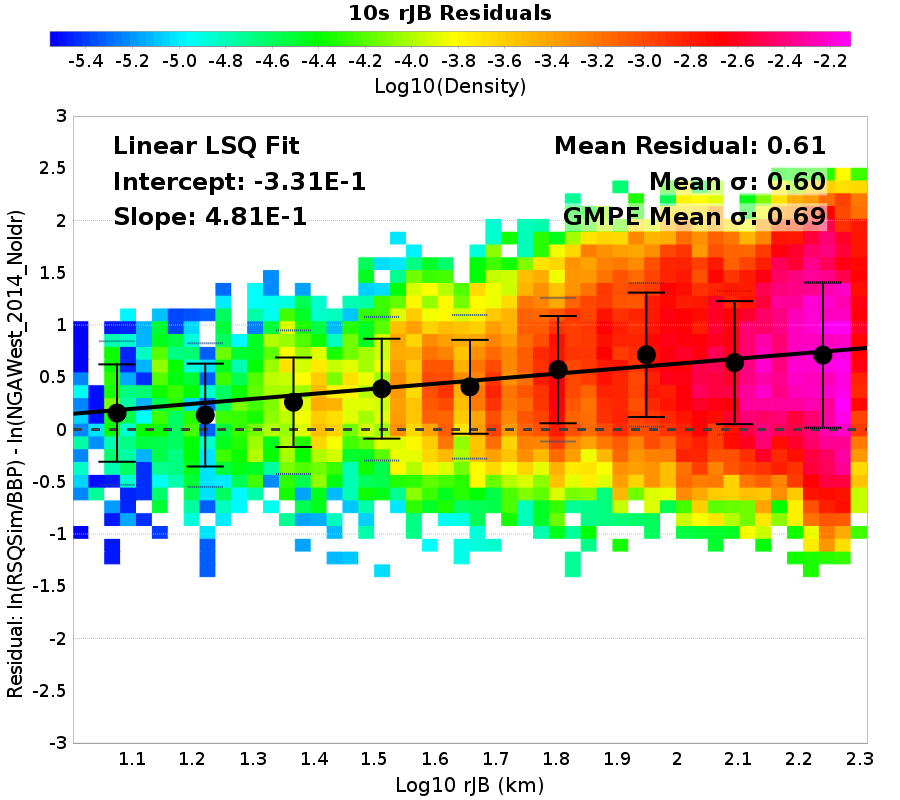 10s rJB Residuals
-5.4 -5.2 -5.0 -4.8 -4.6 -4.4 -4.2 -4.0 -3.8 -3.6 -3.4 -3.2 -3.0 -2.8 -2.6 -2.4 -2.2
Log10(Density)
Linear LSQ Fit
Intercept: -3.31E-1
Slope: 4.81E-1
Mean Residual: 0.61
Mean σ: 0.60
GMPE Mean σ: 0.69
Residual: ln(RSQSim/BBP) - ln(NGAWest_2014_NoIdr)
3
2.5
2
1.5
1
0.5
0
-0.5
-1
-1.5
-2
-2.5
-3
1.1 1.2 1.3 1.4 1.5 1.6 1.7 1.8 1.9 2 2.1 2.2 2.3
Log10 rJB (km)